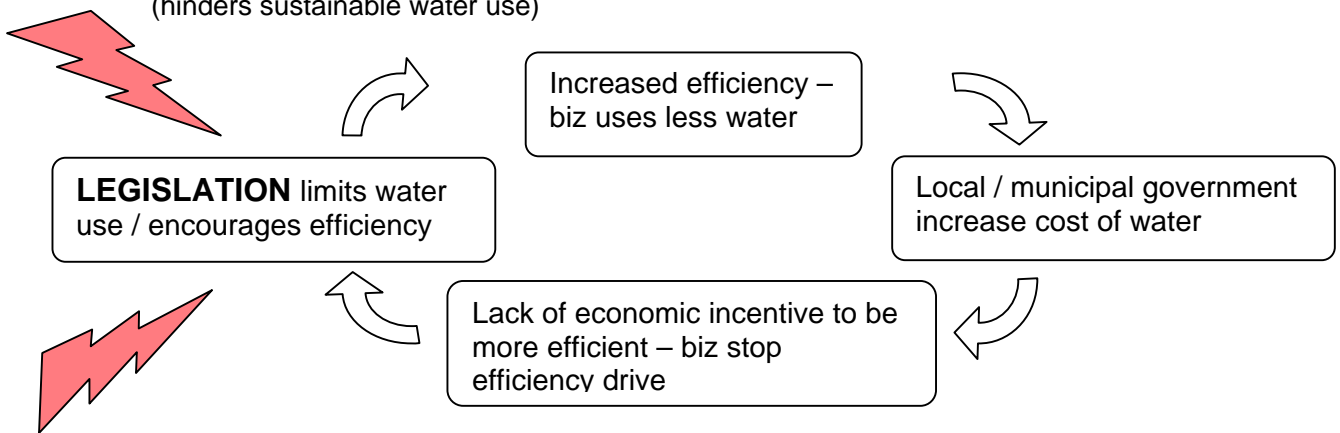 (hinders sustainable water use)
Increased efficiency –
biz uses less water
LEGISLATION limits water
use / encourages efficiency
Local / municipal government
increase cost of water
Lack of economic incentive to be
more efficient – biz stop
efficiency drive